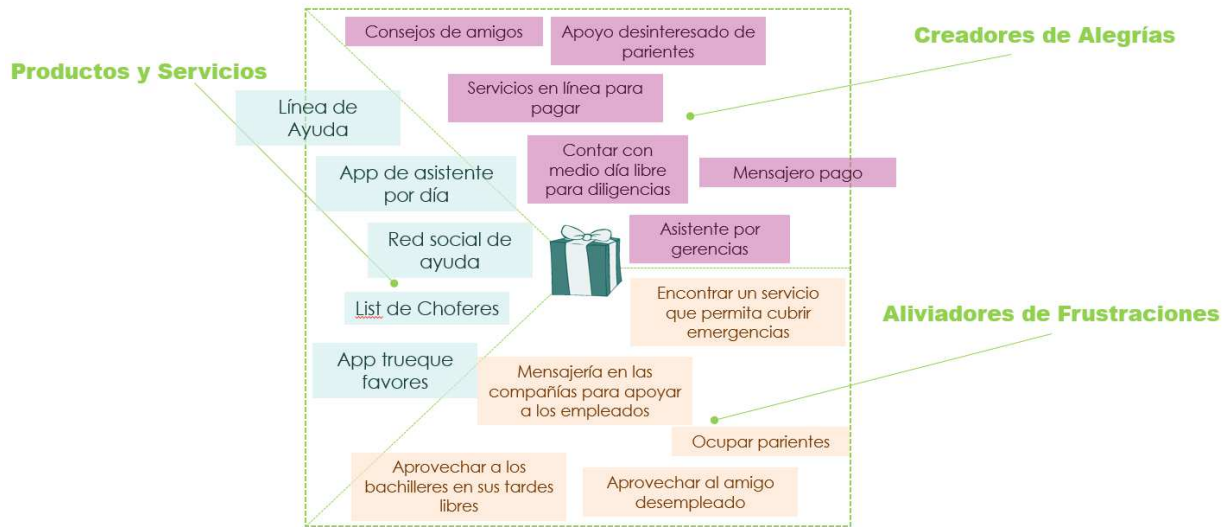 Productos y Servicios
Línea de
Ayuda
App de asistente
por día
Red social de
ayuda
List de Choferes
App trueque
favores
Creadores de Alegrías
Consejos de amigos
Apoyo desinteresado de
parientes
Servicios en línea para
pagar
Contar con
medio día libre
para diligencias
Mensajero pago
Asistente por
gerencias
Aliviadores de Frustraciones
Encontrar un servicio
que permita cubrir
emergencias
Mensajería en las
compañías para apoyar
a los empleados
Ocupar parientes
Aprovechar a los
bachilleres en sus tardes
libres
Aprovechar al amigo
desempleado